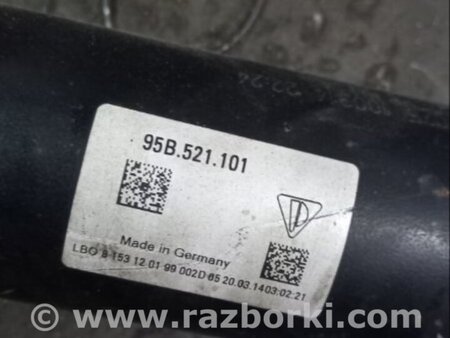 95B.521.101
Made in Germany
LBO 8 153 12 01 99 002D 05 20.03.1403:02.21
www.razborki.com